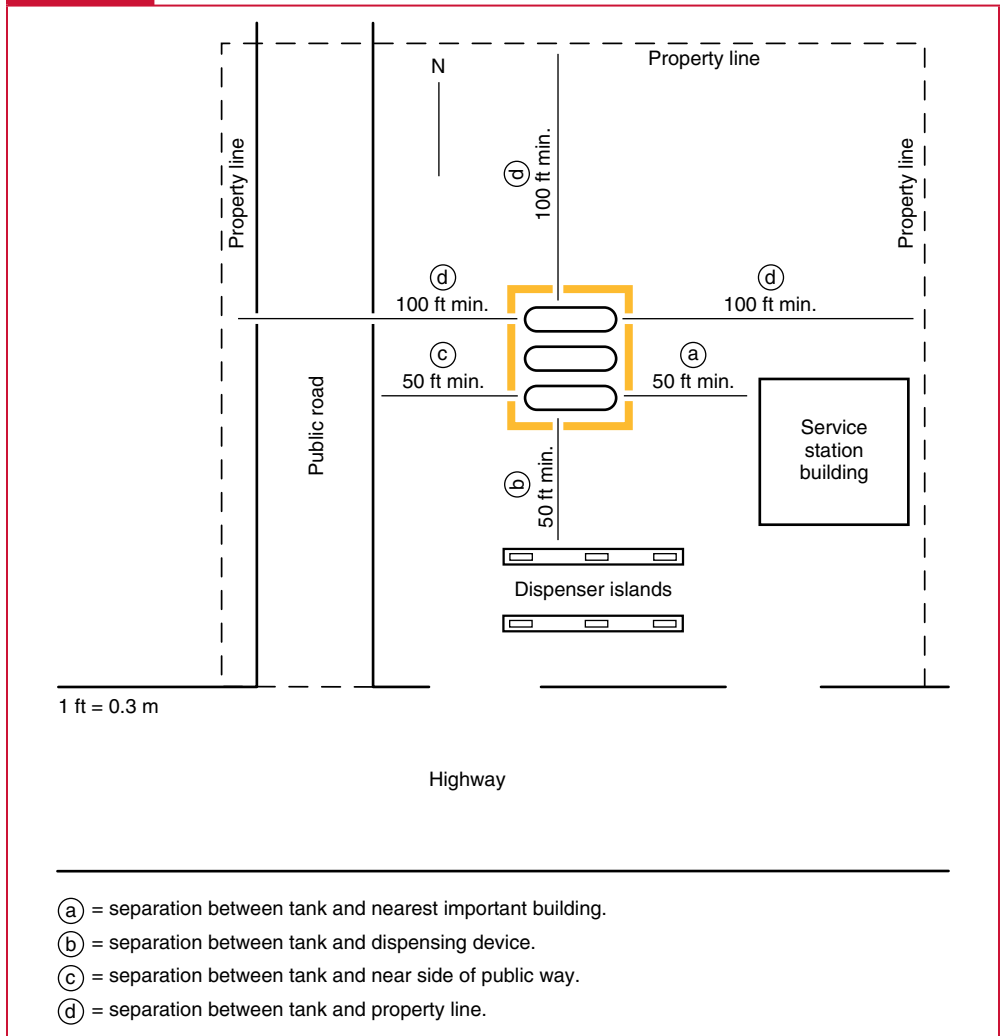 Property line
N
Property line
Property line
ⓓ
100 ft min.
ⓓ
100 ft min.
ⓓ
100 ft min.
ⓒ
50 ft min.
ⓐ
50 ft min.
Public road
Service
station
building
ⓑ
50 ft min.
Dispenser islands
1 ft = 0.3 m
Highway
ⓐ = separation between tank and nearest important building.
ⓑ = separation between tank and dispensing device.
ⓒ = separation between tank and near side of public way.
ⓓ = separation between tank and property line.